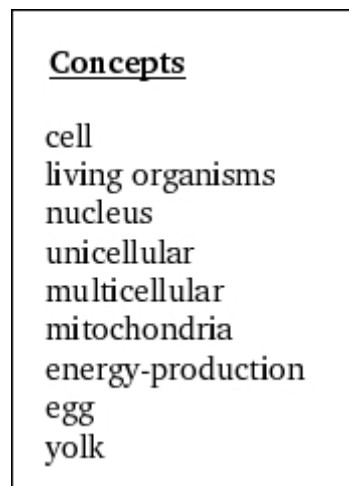 Concepts
cell
living organisms
nucleus
unicellular
multicellular
mitochondria
energy-production
egg
yolk